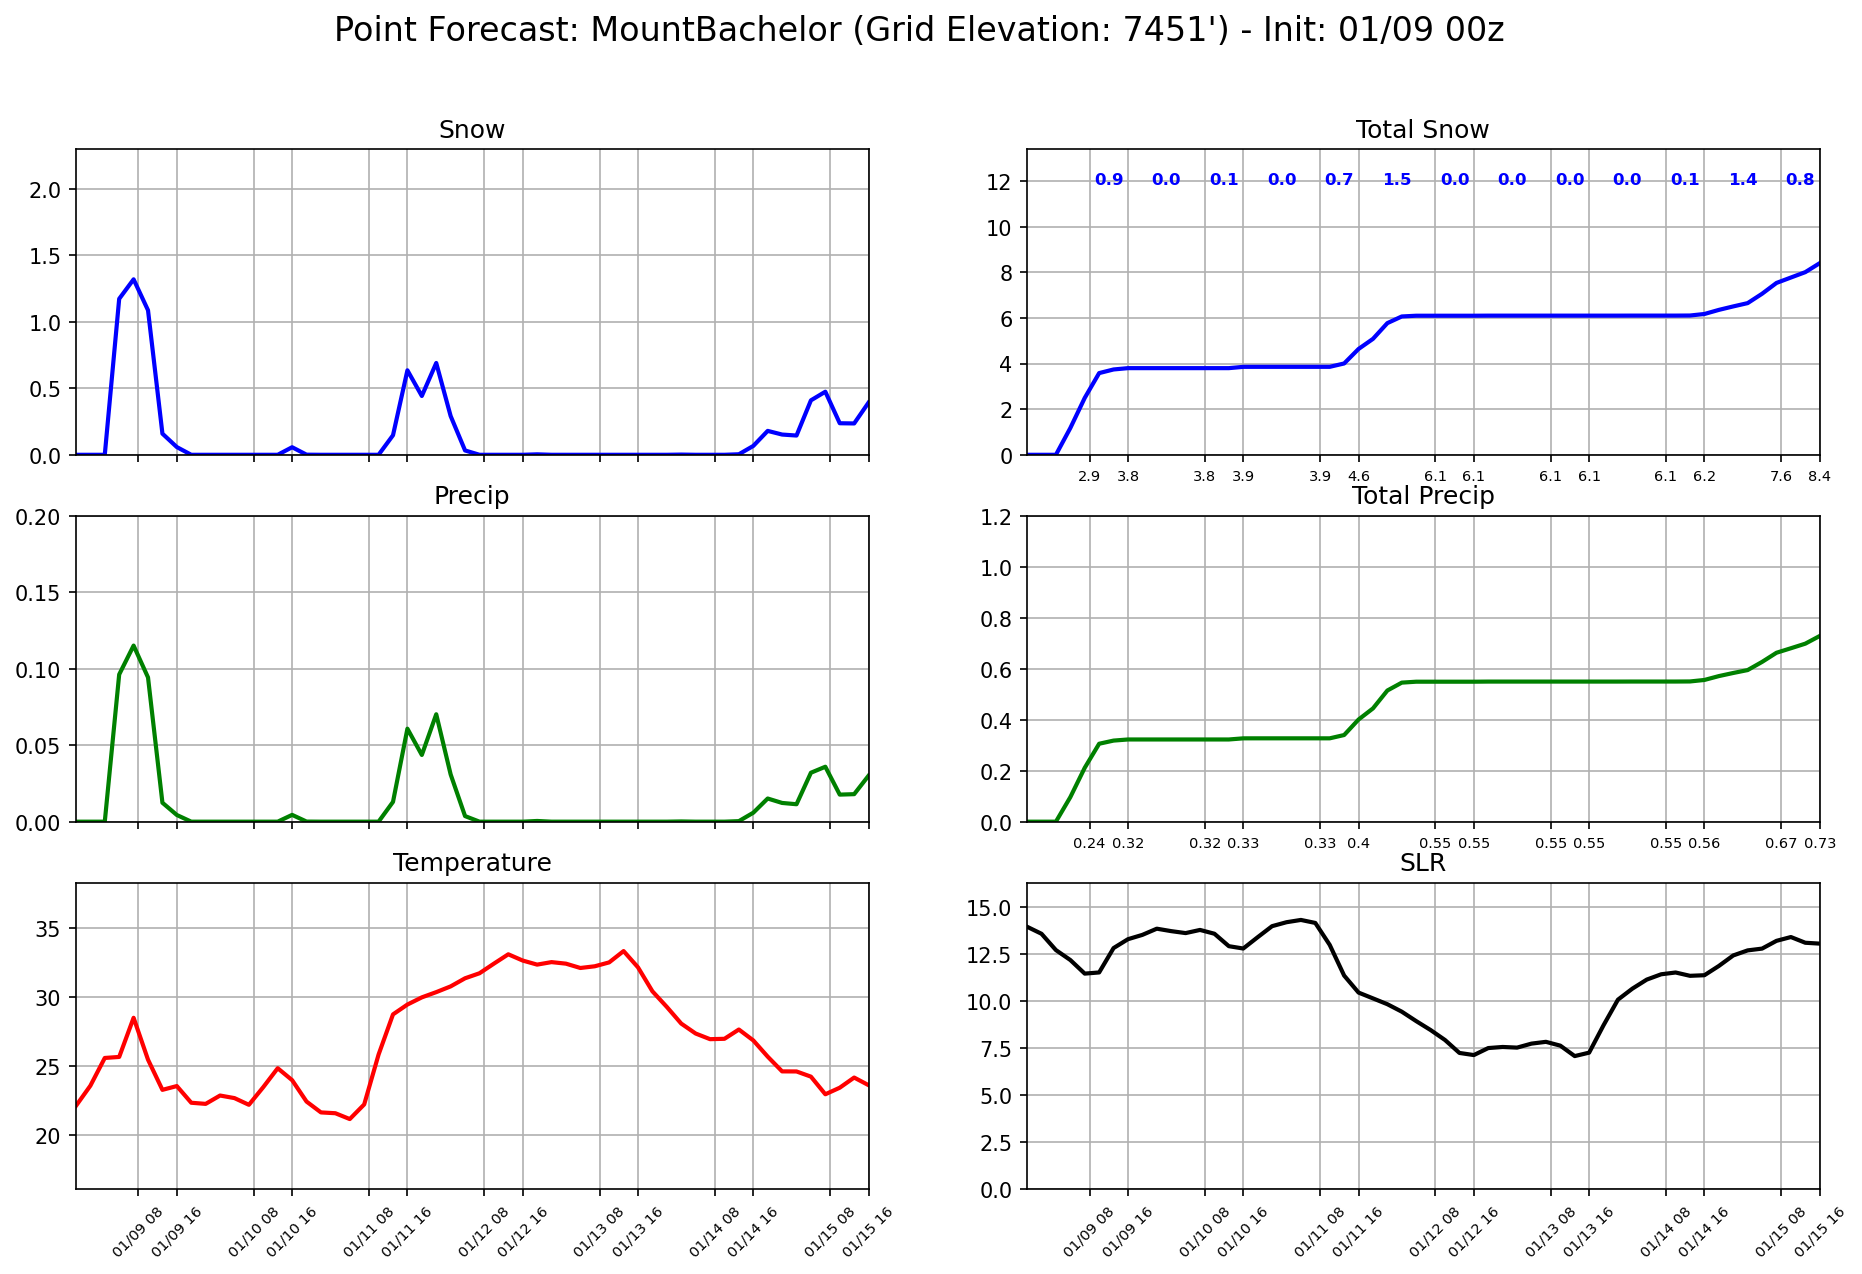 Point Forecast: MountBachelor (Grid Elevation: 7451') - Init: 01/09 00z
Snow
2.0
1.5
1.0
0.5
0.0
Total Snow
12
10
8
6
4
2
0
0.9 0.0 0.1 0.0 0.7 1.5 0.0 0.0 0.0 0.0 0.1 1.4 0.8
2.9 3.8 3.8 3.9 3.9 4.6 6.1 6.1 6.1 6.1 6.1 6.2 7.6 8.4
Precip
0.20
0.15
0.10
0.05
0.00
Total Precip
1.2
1.0
0.8
0.6
0.4
0.2
0.0
0.24 0.32 0.32 0.33 0.33 0.4 0.55 0.55 0.55 0.55 0.55 0.56 0.67 0.73
Temperature
35
30
25
20
01/09 08 01/09 16 01/10 08 01/10 16 01/11 08 01/11 16 01/12 08 01/12 16 01/13 08 01/13 16 01/14 08 01/14 16 01/15 08 01/15 16
SLR
15.0
12.5
10.0
7.5
5.0
2.5
0.0
01/09 08 01/09 16 01/10 08 01/10 16 01/11 08 01/11 16 01/12 08 01/12 16 01/13 08 01/13 16 01/14 08 01/14 16 01/15 08 01/15 16